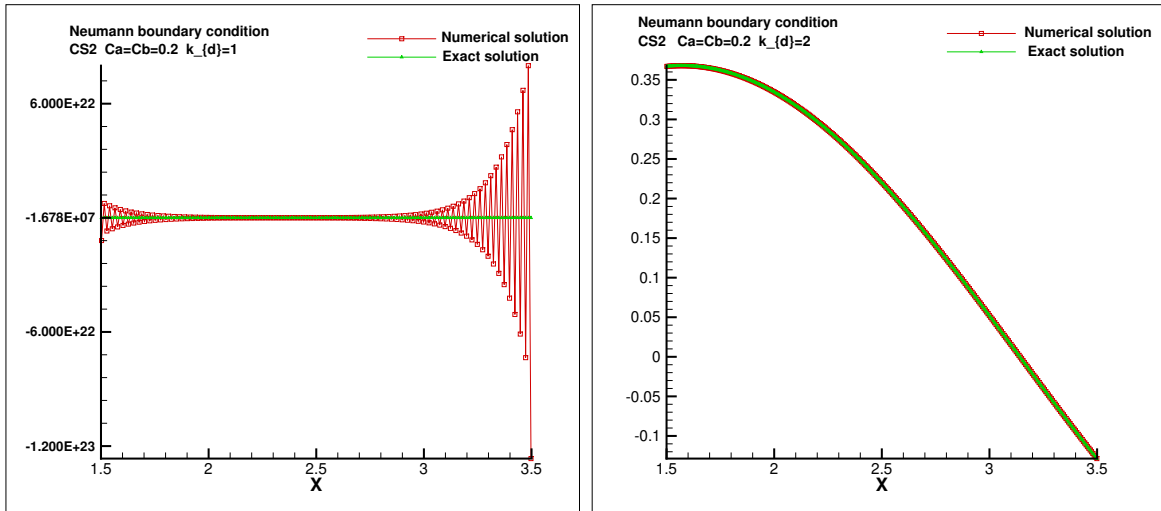 Neumann boundary condition
CS2 Ca=Cb=0.2 k_{d}=1
Numerical solution
Exact solution
6.000E+22
-1.678E+07
-6.000E+22
-1.200E+23
1.5 2 2.5 3 3.5
X
Neumann boundary condition
CS2 Ca=Cb=0.2 k_{d}=2
Numerical solution
Exact solution
0.35
0.3
0.25
0.2
0.15
0.1
0.05
0
-0.05
-0.1
1.5 2 2.5 3 3.5
X